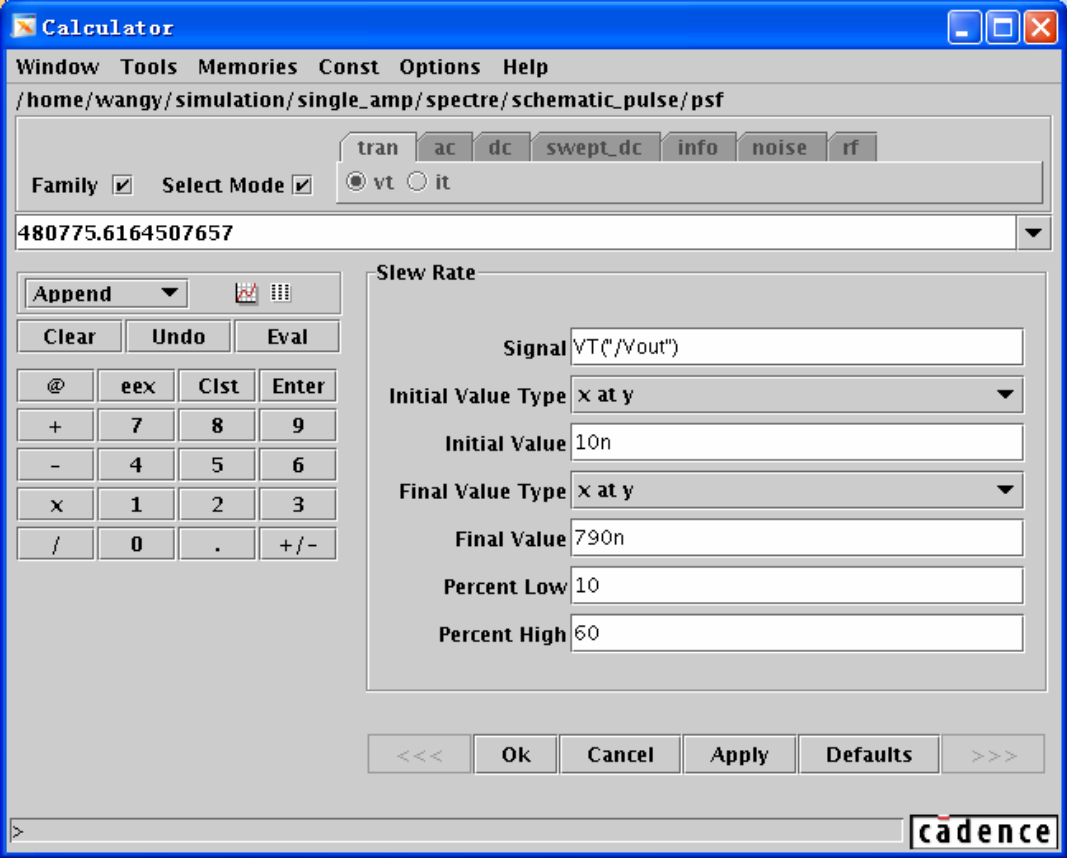 Calculator
Window Tools Memories Const Options Help
/home/wangy/simulation/single_amp/spectre/schematic_pulse/psf
tran ac dc swept_dc info noise rf
Family Select Mode vt it
480775.6164507657
Slew Rate
Append
Clear Undo Eval
Signal VT("/Vout")
@ eex Clst Enter
Initial Value Type x at y
+ 7 8 9
Initial Value 10n
- 4 5 6
Final Value Type x at y
x 1 2 3
Final Value 790n
/ 0 . +/-
Percent Low 10
Percent High 60
<<< Ok Cancel Apply Defaults >>>
>
cādence